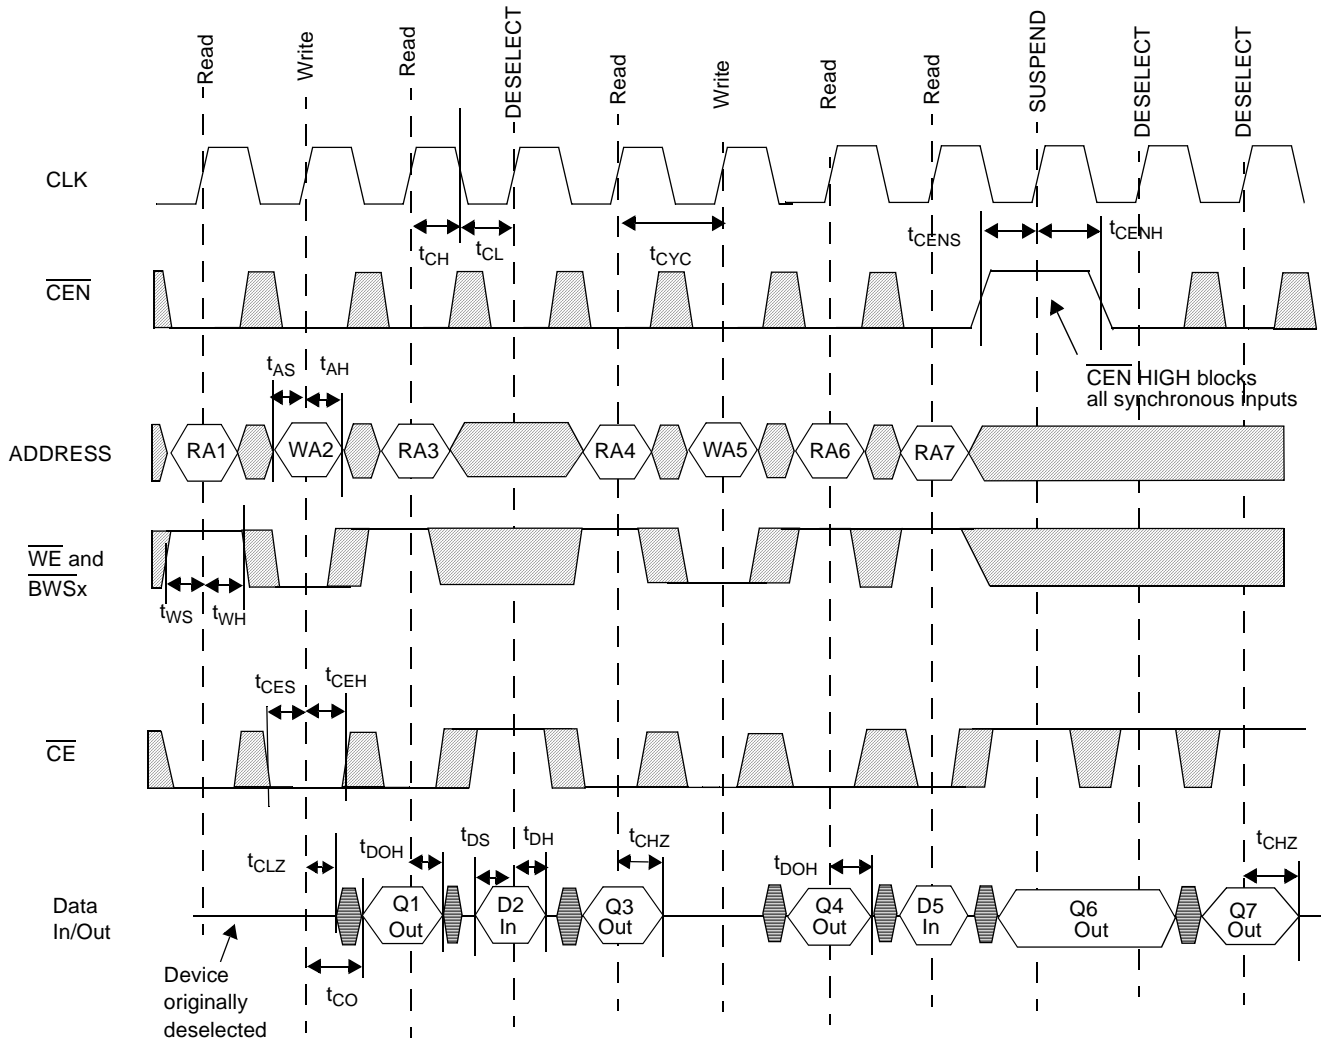 Read
Write
Read
DESELECT
Read
Write
Read
Read
SUSPEND
DESELECT
DESELECT
CLK
tCH
tCL
tCYC
tCENS
tCENH
CEN
CEN HIGH blocks
all synchronous inputs
tAS
tAH
ADDRESS
RA1
WA2
RA3
RA4
WA5
RA6
RA7
WE and
BWSx
tWS
tWH
tCES
tCEH
CE
tCLZ
tDOH
tDS
tDH
tCHZ
tDOH
tCHZ
Data
In/Out
Q1
Out
D2
In
Q3
Out
Q4
Out
D5
In
Q6
Out
Q7
Out
Device
originally
deselected
tCO